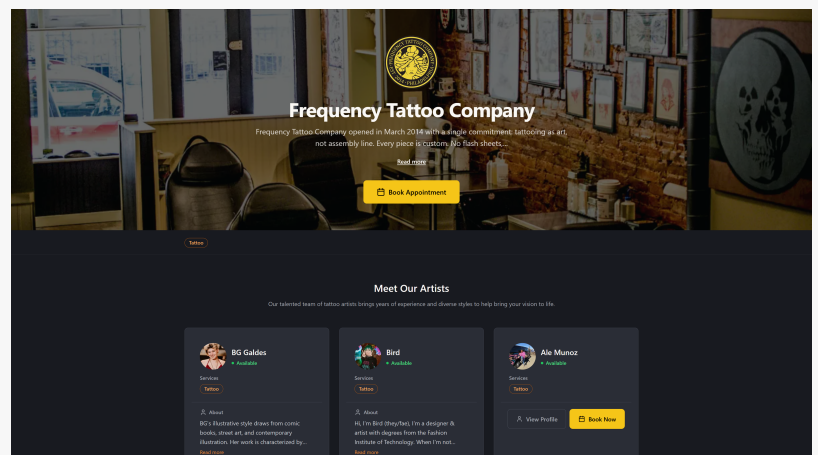 FREQUENCY TATTOO COMPANY
Frequency Tattoo Company
Frequency Tattoo Company opened in March 2014 with a single commitment: tattooing as art,
not assembly line. Every piece is custom. No flash sheets,...
Read more
Book Appointment
Tattoo
Meet Our Artists
Our talented team of tattoo artists brings years of experience and diverse styles to help bring your vision to life.
BG Galdes
Available
Services
Tattoo
About
BG's illustrative style draws from comic
books, street art, and contemporary
illustration. Her work is characterized by...
Read more
Bird
Available
Services
Tattoo
About
Hi, I'm Bird (they/fae), I'm a designer &
artist with degrees from the Fashion
Institute of Technology. When I'm not...
Read more
Ale Munoz
Available
Services
Tattoo
View Profile
Book Now